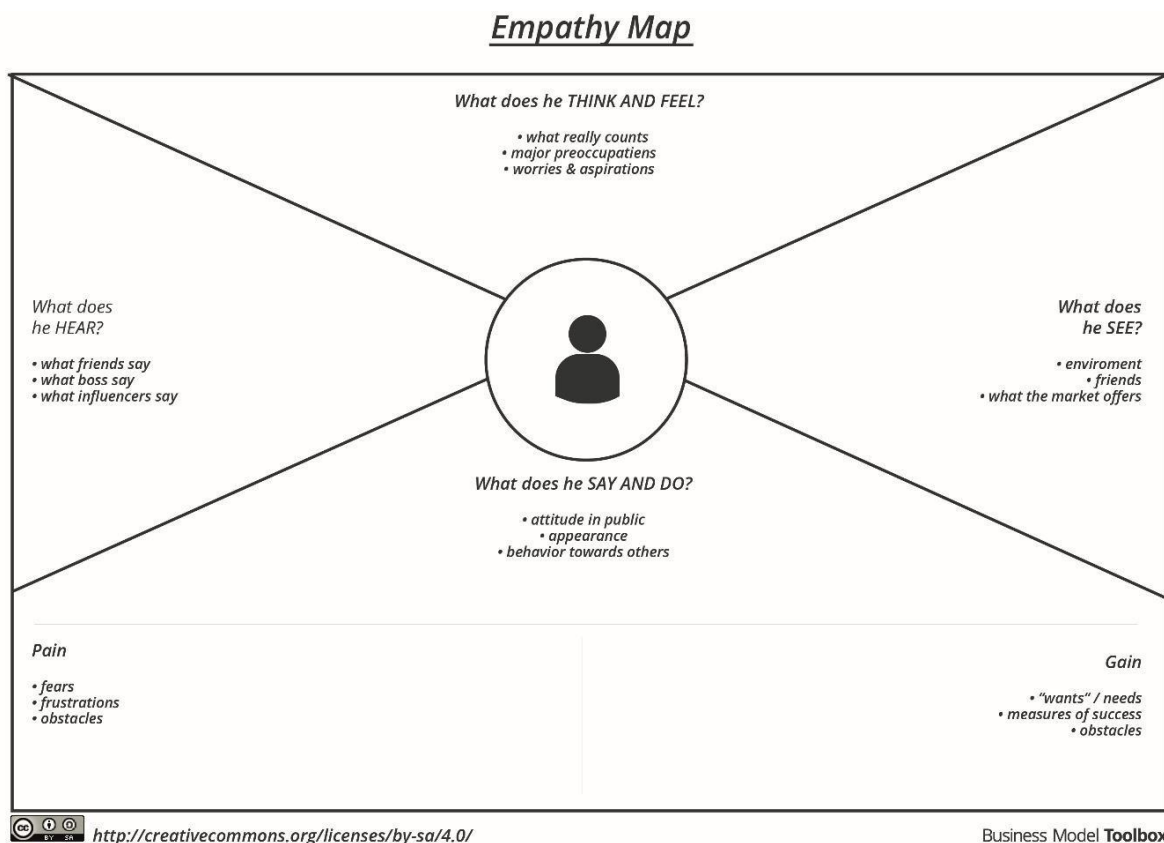 Empathy Map
What does he THINK AND FEEL?
• what really counts
• major preoccupatiens
• worries & aspirations
What does
he HEAR?
• what friends say
• what boss say
• what influencers say
What does
he SEE?
• enviroment
• friends
• what the market offers
What does he SAY AND DO?
• attitude in public
• appearance
• behavior towards others
Pain
• fears
• frustrations
• obstacles
Gain
• “wants“ / needs
• measures of success
• obstacles
cc BY SA
http://creativecommons.org/licenses/by-sa/4.0/
Business Model Toolbox